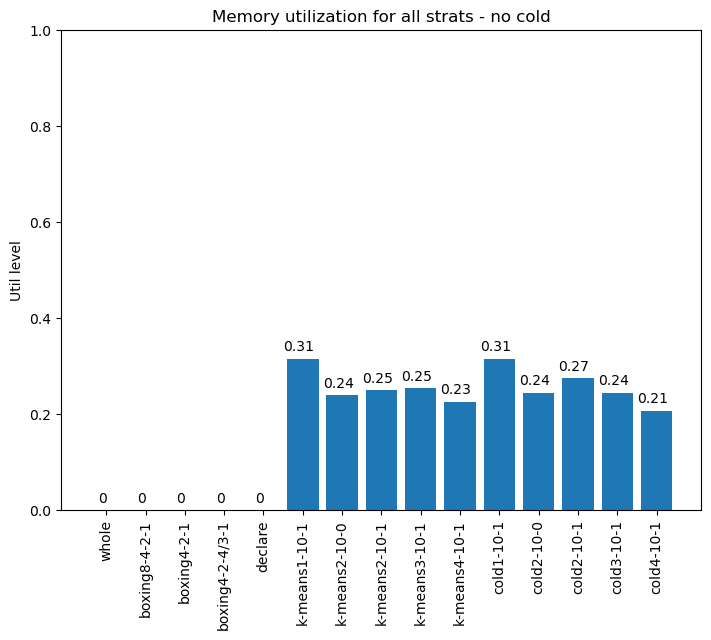 Memory utilization for all strats - no cold
Util level
1.0
0.8
0.6
0.4
0.2
0.0
0
0
0
0
0
0.31
0.24
0.25
0.25
0.23
0.31
0.24
0.27
0.24
0.21
whole
boxing8-4-2-1
boxing4-2-1
boxing4-2-4/3-1
declare
k-means1-10-1
k-means2-10-0
k-means2-10-1
k-means3-10-1
k-means4-10-1
cold1-10-1
cold2-10-0
cold2-10-1
cold3-10-1
cold4-10-1